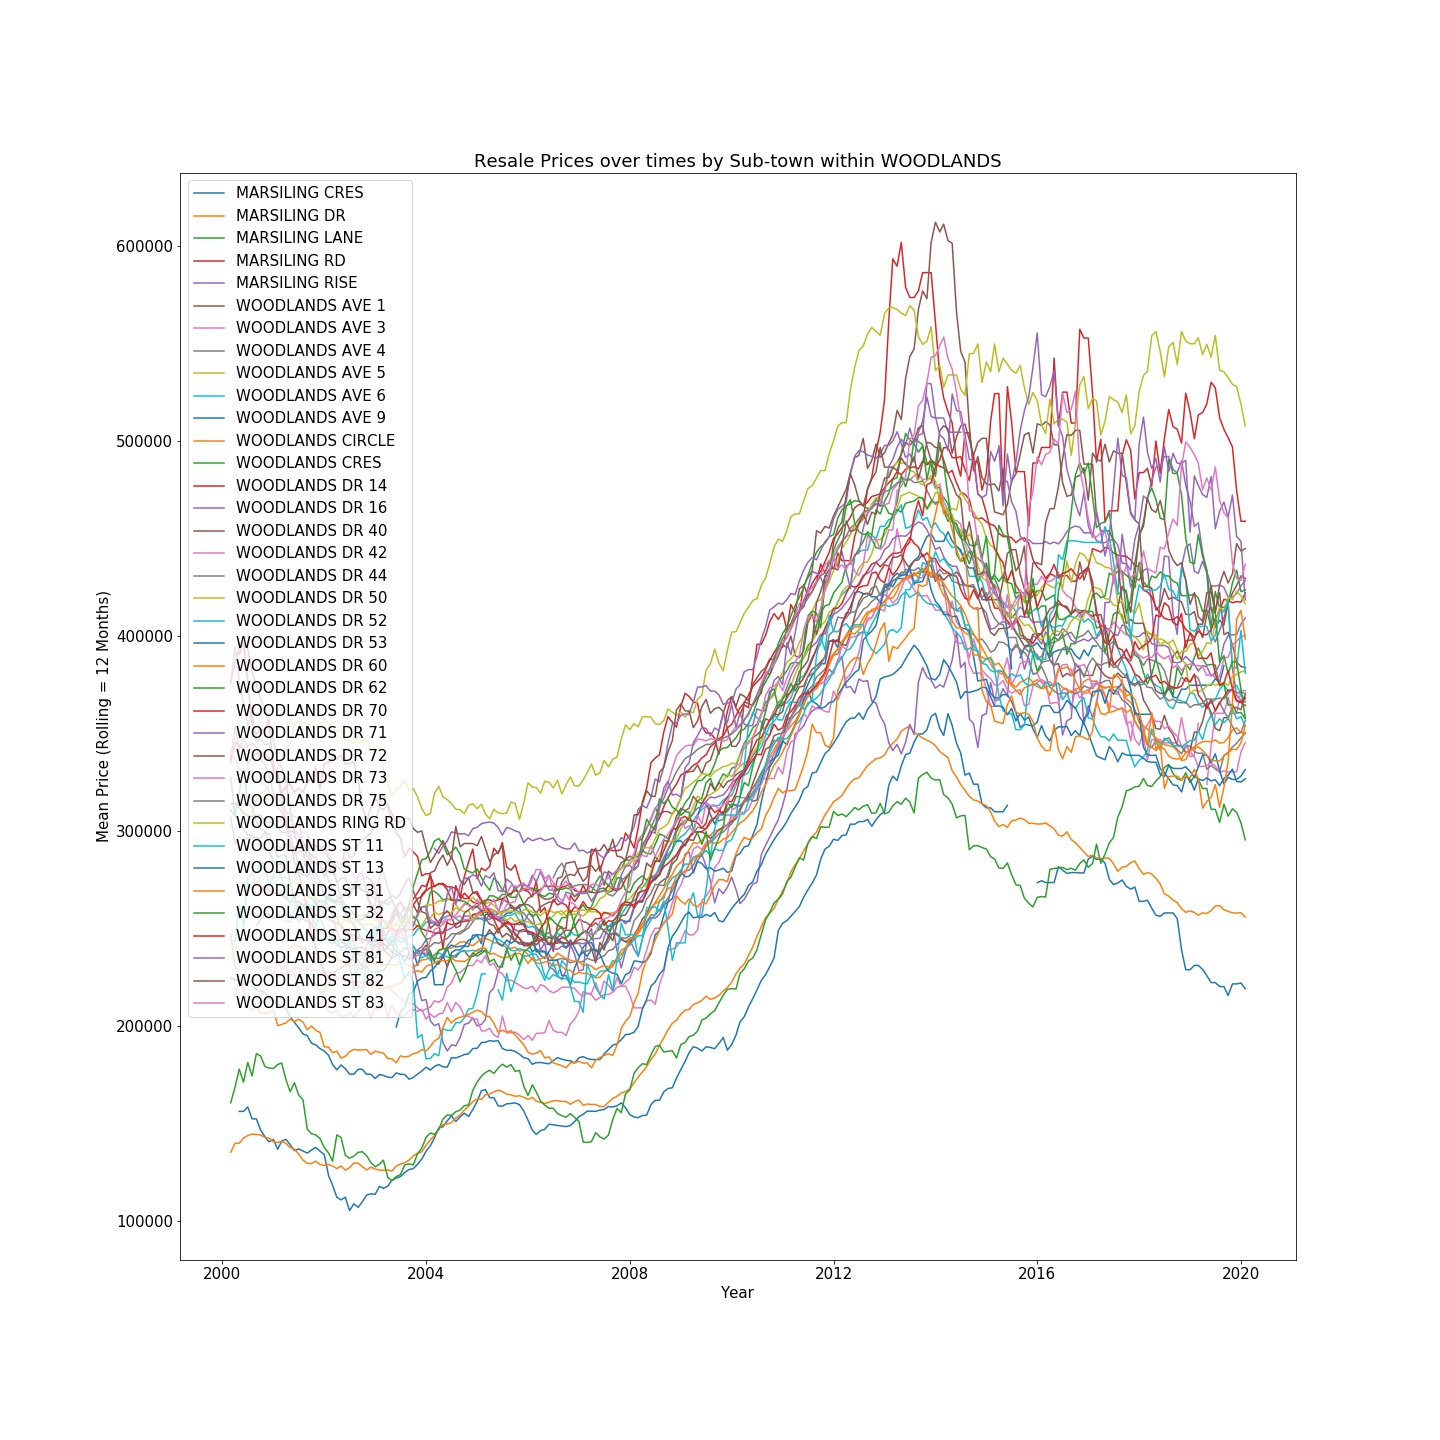 Resale Prices over times by Sub-town within WOODLANDS
MARSILING CRES
MARSILING DR
MARSILING LANE
MARSILING RD
MARSILING RISE
WOODLANDS AVE 1
WOODLANDS AVE 3
WOODLANDS AVE 4
WOODLANDS AVE 5
WOODLANDS AVE 6
WOODLANDS AVE 9
WOODLANDS CIRCLE
WOODLANDS CRES
WOODLANDS DR 14
WOODLANDS DR 16
WOODLANDS DR 40
WOODLANDS DR 42
WOODLANDS DR 44
WOODLANDS DR 50
WOODLANDS DR 52
WOODLANDS DR 53
WOODLANDS DR 60
WOODLANDS DR 62
WOODLANDS DR 70
WOODLANDS DR 71
WOODLANDS DR 72
WOODLANDS DR 73
WOODLANDS DR 75
WOODLANDS RING RD
WOODLANDS ST 11
WOODLANDS ST 13
WOODLANDS ST 31
WOODLANDS ST 32
WOODLANDS ST 41
WOODLANDS ST 81
WOODLANDS ST 82
WOODLANDS ST 83
600000
500000
400000
300000
200000
100000
Mean Price (Rolling = 12 Months)
2000 2004 2008 2012 2016 2020
Year